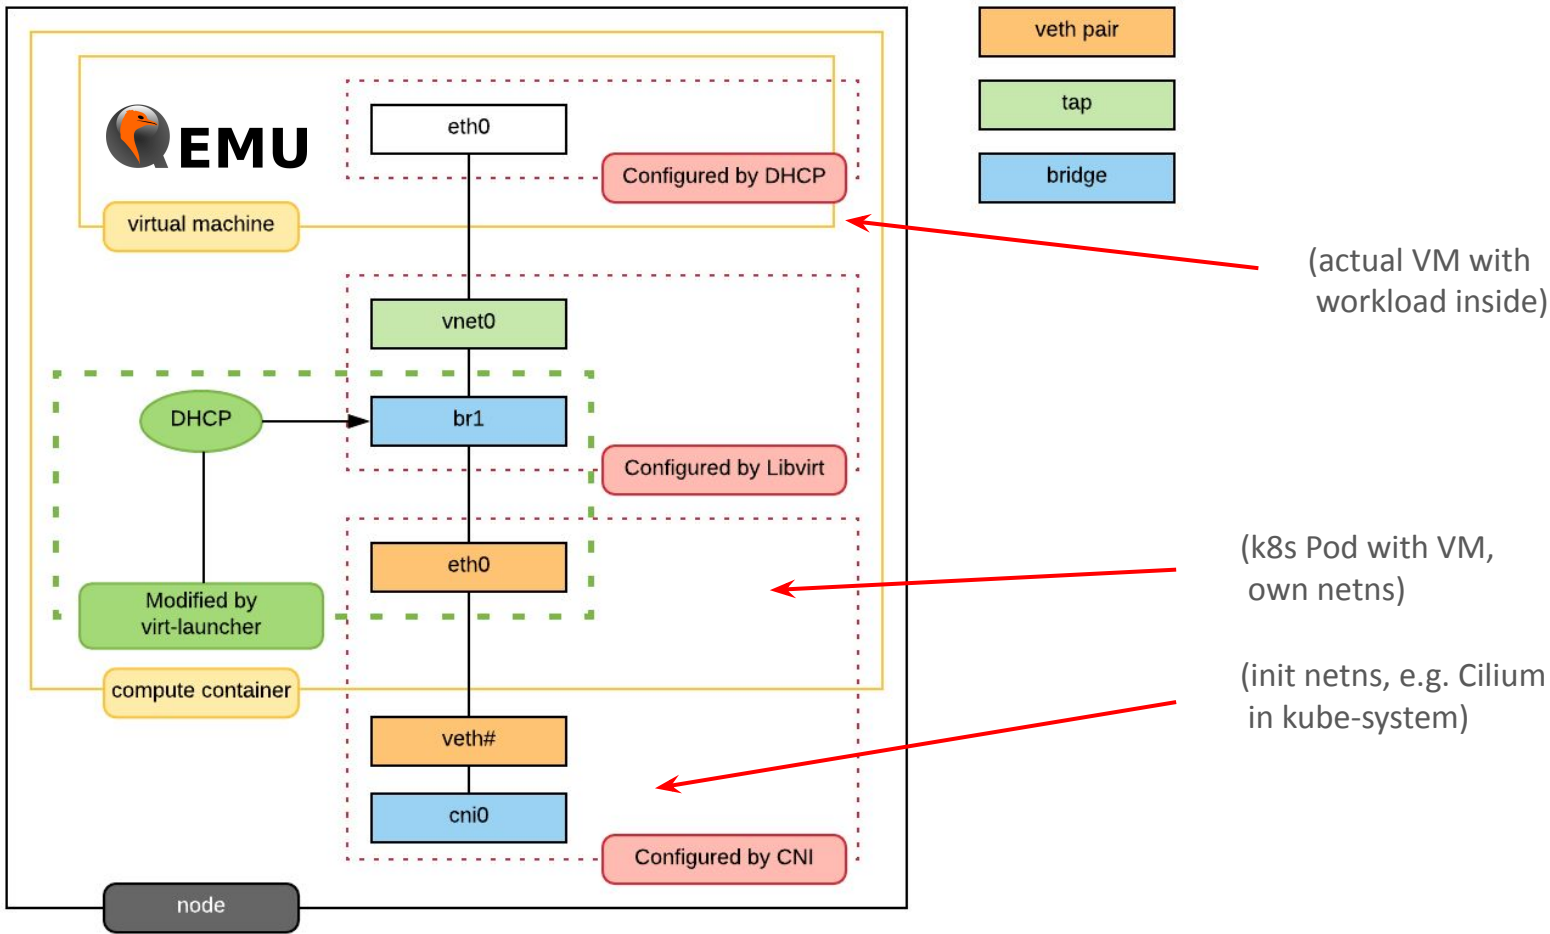 veth pair
tap
bridge
QEMU
eth0
Configured by DHCP
virtual machine
(actual VM with
workload inside)
vnet0
DHCP
br1
Configured by Libvirt
eth0
(k8s Pod with VM,
own netns)
Modified by
virt-launcher
compute container
(init netns, e.g. Cilium
in kube-system)
veth#
cni0
Configured by CNI
node